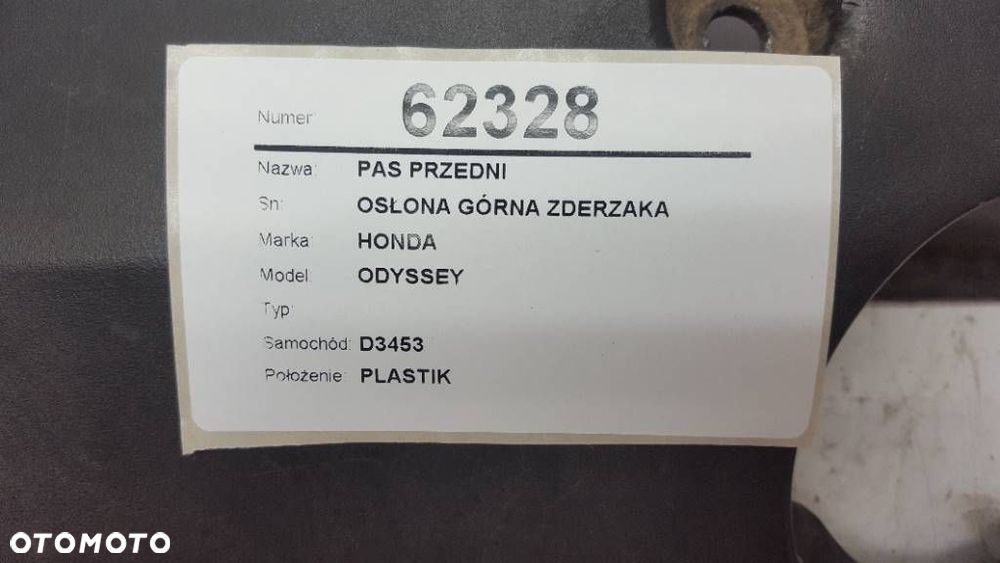 Numer: 62328
Nazwa: PAS PRZEDNI
Sn: OSŁONA GÓRNA ZDERZAKA
Marka: HONDA
Model: ODYSSEY
Typ:
Samochód: D3453
Położenie: PLASTIK
OTOMOTO